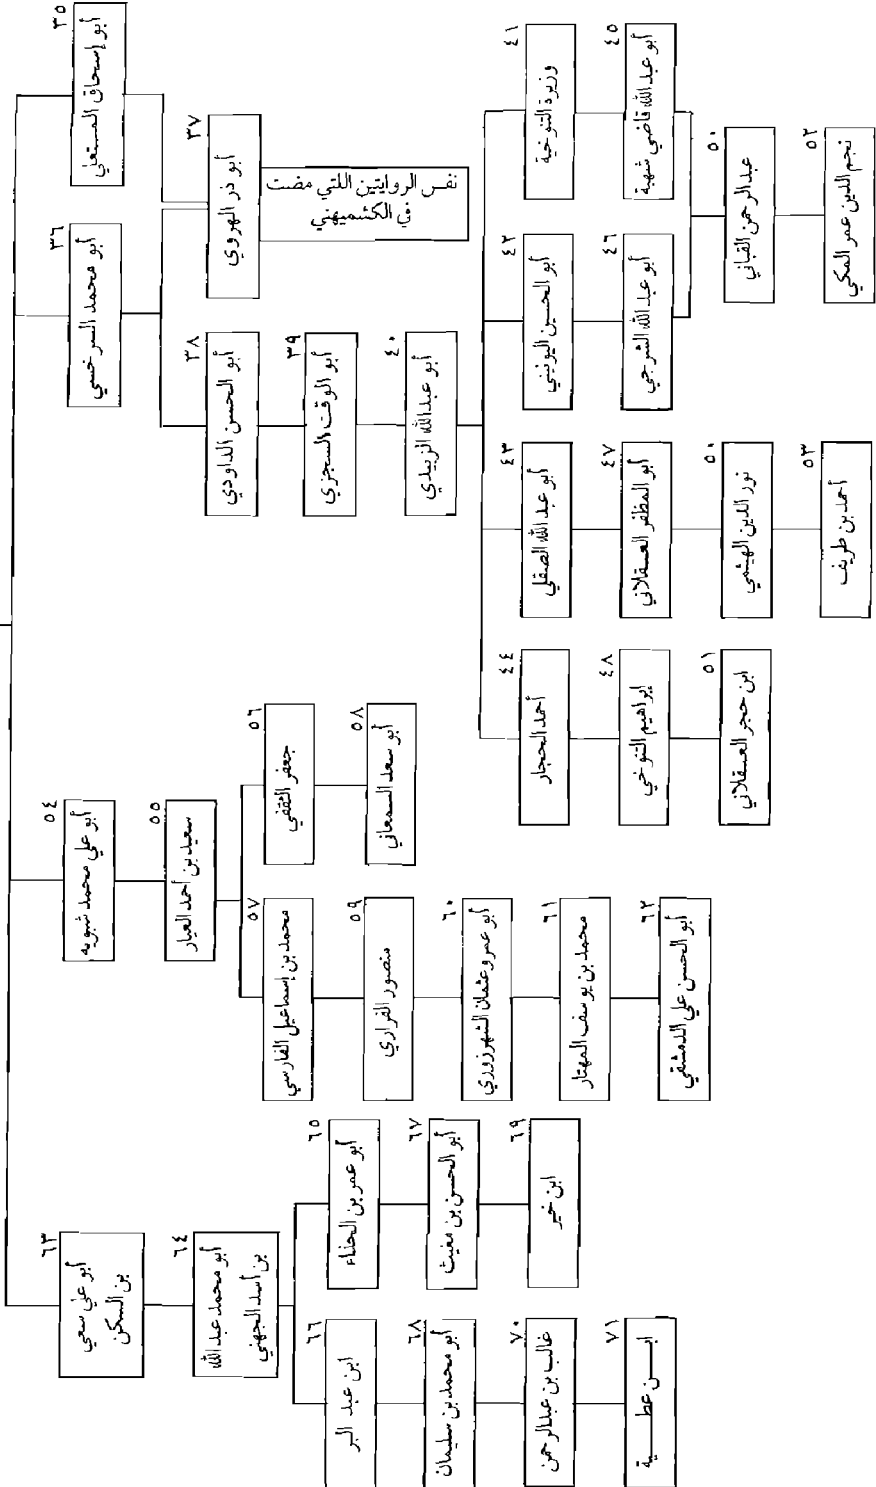 ٣٥
أبو إسحاق المستعلي
٣٦
أبو محمد السرخسي
٣٧
أبو ذر الهروي
نفس الروايتين اللتي مضت
في الكشميهني
٣٨
أبو الحسن الداودي
٣٩
أبو الوقت السجزي
٤٠
أبو عبدالله الزبيدي
٤١
وزيرة التنوخية
٤٢
أبو الحسين اليونيني
٤٣
أبو عبد الله الصقلي
٤٤
أحمد الحجار
٤٥
أبو عبد الله قاضي شهبة
٤٦
أبو عبدالله الشرجي
٤٧
أبو المظفر العسقلاني
٤٨
إبراهيم التنوخي
٥٠
عبدالرحمن القبابي
٥٠
نور الدين الهيثمي
٥١
ابن حجر العسقلاني
٥٢
نجم الدين عمر المكي
٥٣
أحمد بن طريف
٥٤
أبو علي محمد شبويه
٥٥
سعيد بن أحمد العيار
٥٦
جعفر الثقفي
٥٧
محمد بن إسماعيل الفارسي
٥٨
أبو سعد السمعاني
٥٩
منصور الفراري
٦٠
أبو عمرو عثمان الشهرزوري
٦١
محمد بن يوسف المهتار
٦٢
أبو الحسن علي الدمشقي
٦٣
أبو علي سعي
بن السكن
٦٤
أبو محمد عبد الله
بن أسد الجهني
٦٥
أبو عمر بن الحذاء
٦٦
ابن عبد البر
٦٧
أبو الحسن بن مغيث
٦٨
أبو محمد بن سليمان
٦٩
ابن خير
٧٠
غالب بن عبدالرحمن
٧١
ابن عطية